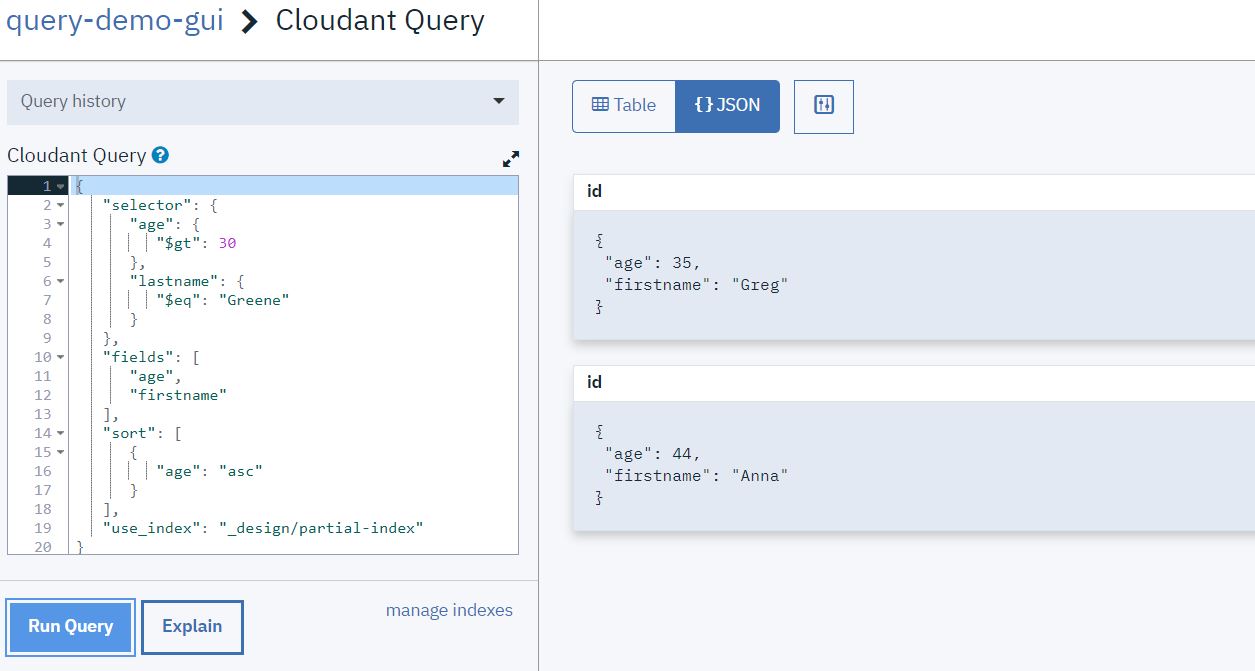 query-demo-gui > Cloudant Query
Query history
Cloudant Query ?
1 {
2 "selector": {
3 "age": {
4 "$gt": 30
5 },
6 "lastname": {
7 "$eq": "Greene"
8 }
9 },
10 "fields": [
11 "age",
12 "firstname"
13 ],
14 "sort": [
15 {
16 "age": "asc"
17 }
18 ],
19 "use_index": "_design/partial-index"
20 }
Run Query
Explain
manage indexes
Table
{} JSON
id
{
"age": 35,
"firstname": "Greg"
}
id
{
"age": 44,
"firstname": "Anna"
}